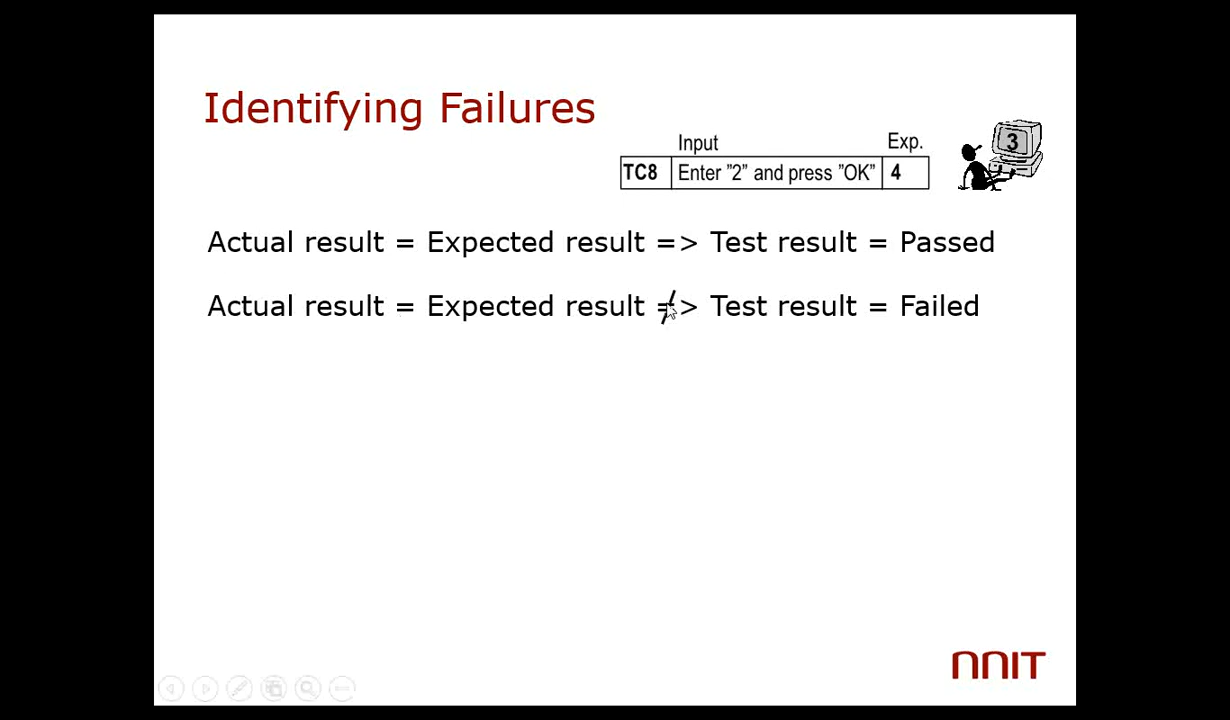 Identifying Failures
Input Exp.
TC8 Enter ”2” and press ”OK” 4
3
Actual result = Expected result => Test result = Passed
Actual result = Expected result ≠> Test result = Failed
NNIT